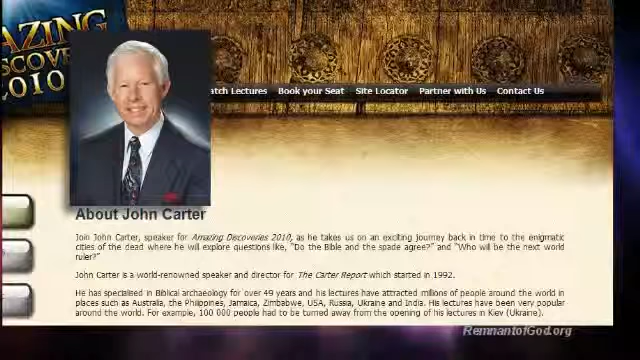 AZING
SCOVER
2010
atch Lectures Book your Seat Site Locator Partner with Us Contact Us
About John Carter
Join John Carter, speaker for Amazing Discoveries 2010, as he takes us on an exciting journey back in time to the enigmatic
cities of the dead where he will explore questions like, "Do the Bible and the spade agree?" and "Who will be the next world
ruler?"
John Carter is a world-renowned speaker and director for The Carter Report which started in 1992.
He has specialised in Biblical archaeology for over 49 years and his lectures have attracted millions of people around the world in
places such as Australia, the Philippines, Jamaica, Zimbabwe, USA, Russia, Ukraine and India. His lectures have been very popular
around the world. For example, 100 000 people had to be turned away from the opening of his lectures in Kiev (Ukraine).
RemnantofGod.org